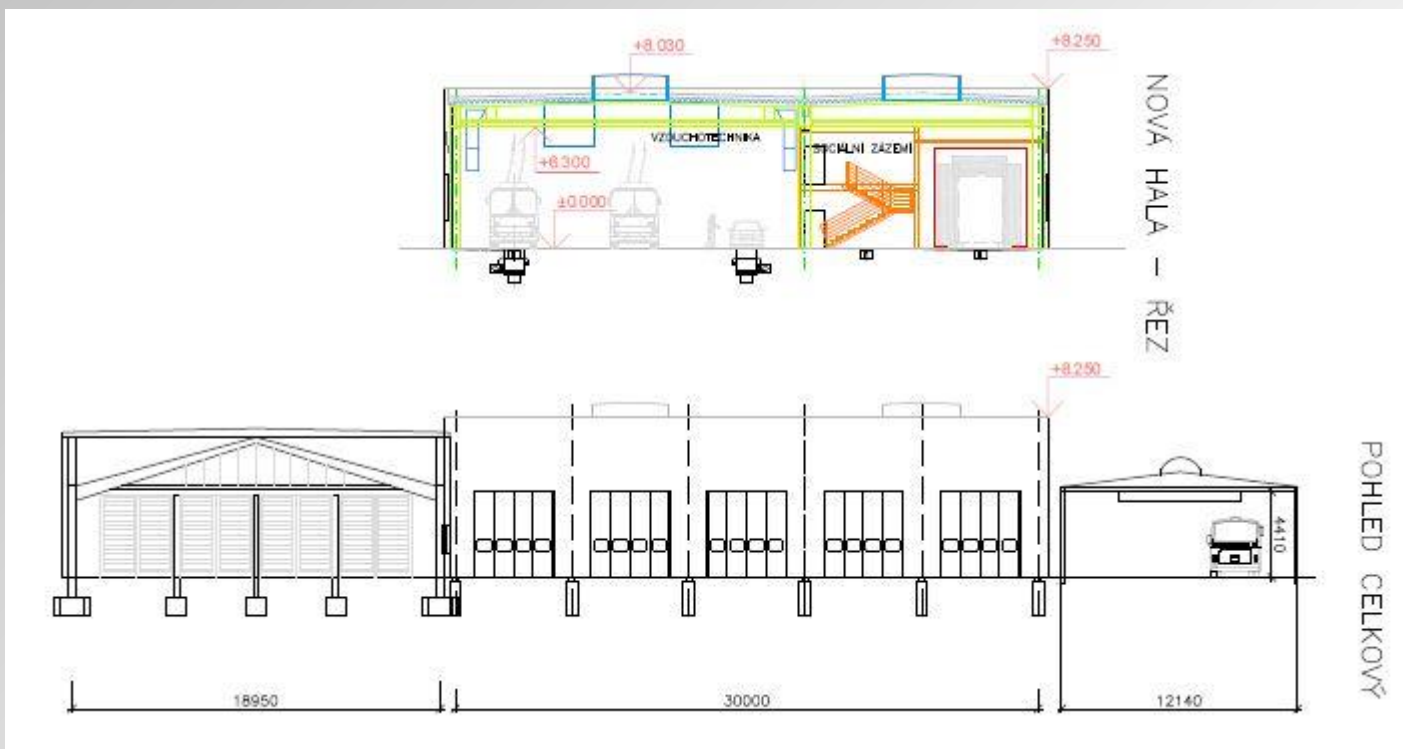 +8.030
+8.250
VZDUCHOTECHNIKA
SOCIÁLNÍ ZÁZEMÍ
+6.300
±0.000
NOVÁ HALA – ŘEZ
+8.250
4410
POHLED CELKOVÝ
18950
30000
12140